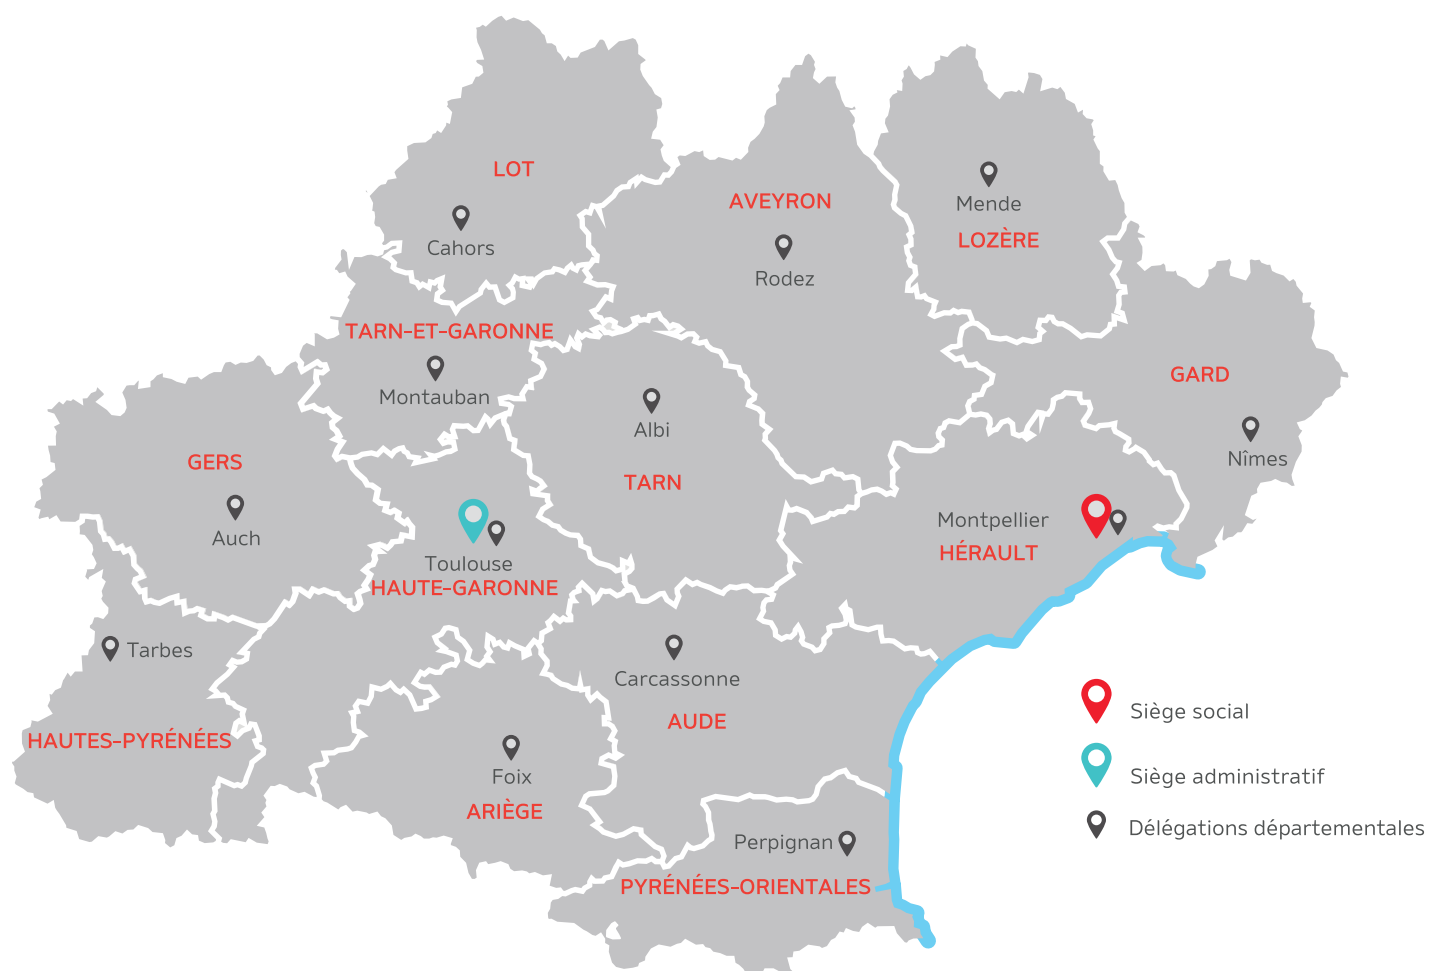 LOT
Cahors
AVEYRON
Rodez
Mende
LOZÈRE
TARN-ET-GARONNE
Montauban
GARD
Nîmes
Albi
TARN
GERS
Auch
Toulouse
HAUTE-GARONNE
Montpellier
HÉRAULT
Tarbes
HAUTES-PYRÉNÉES
Carcassonne
AUDE
Foix
ARIÈGE
Perpignan
PYRÉNÉES-ORIENTALES
Siège social
Siège administratif
Délégations départementales